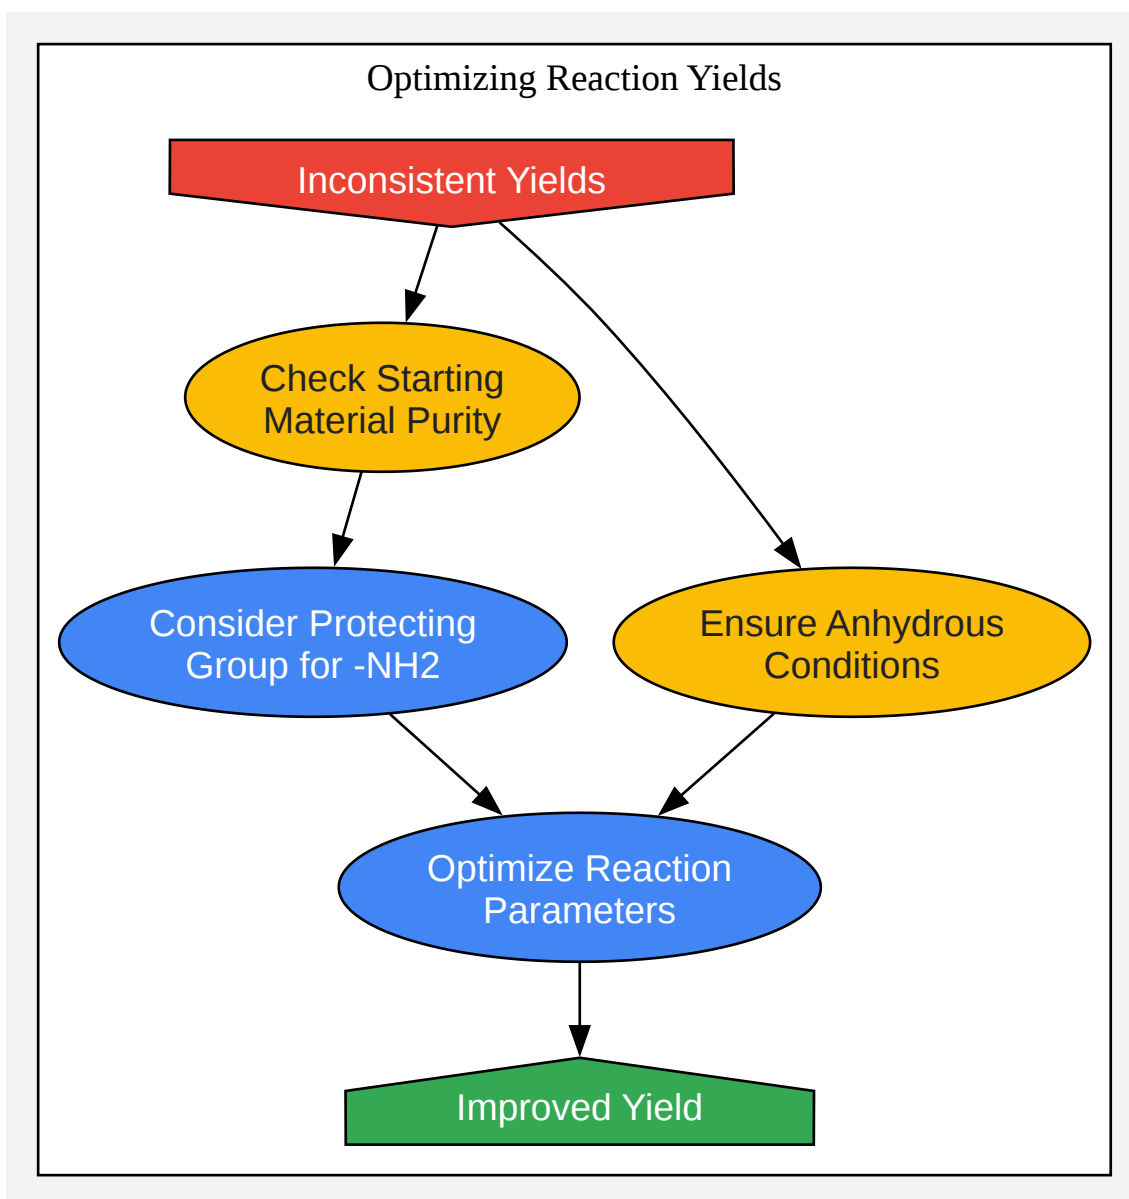 Optimizing Reaction Yields
Inconsistent Yields
Check Starting
Material Purity
Consider Protecting
Group for -NH2
Ensure Anhydrous
Conditions
Optimize Reaction
Parameters
Improved Yield